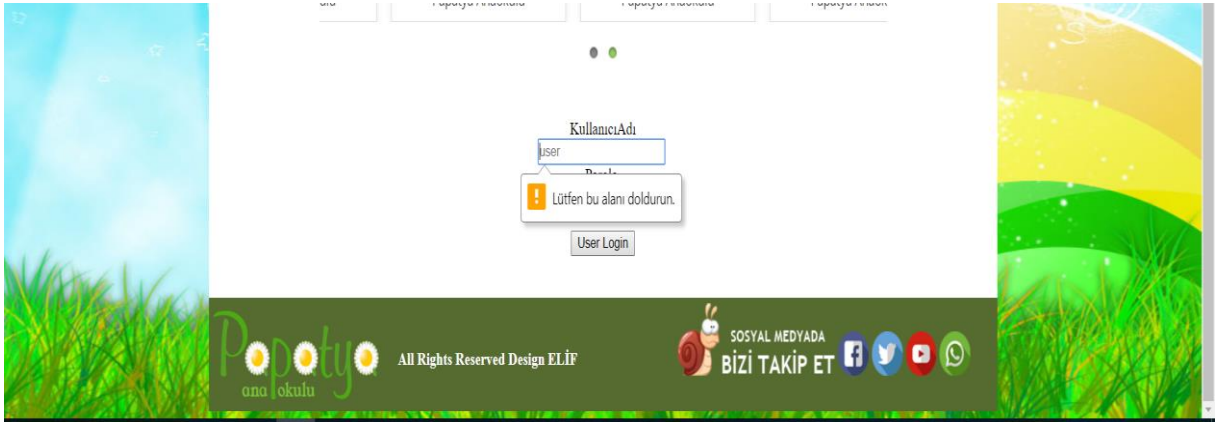 KullanıcıAdı
user
Lütfen bu alanı doldurun.
User Login
Papatya
ana okulu
All Rights Reserved Design ELİF
SOSYAL MEDYADA
BİZİ TAKİP ET